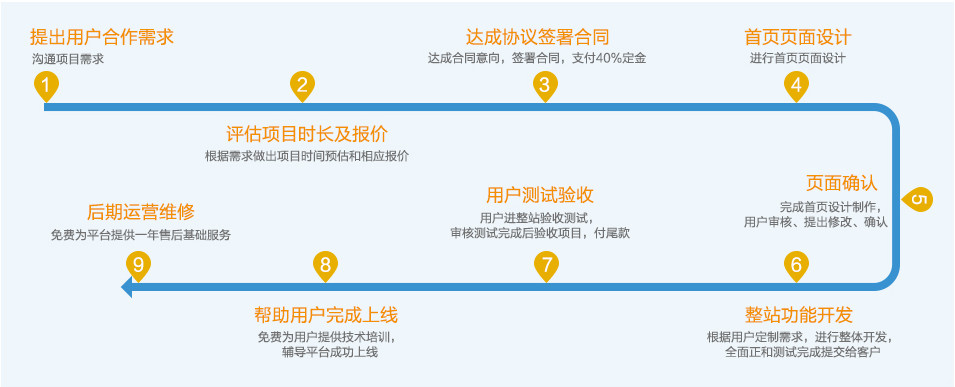 提出用户合作需求
沟通项目需求
1
2
评估项目时长及报价
根据需求做出项目时间预估和相应报价
达成协议签署合同
达成合同意向，签署合同，支付40%定金
3
首页页面设计
进行首页页面设计
4
页面确认
完成首页设计制作，
用户审核、提出修改、确认
5
6
整站功能开发
根据用户定制需求，进行整体开发，
全面正和测试完成提交给客户
用户测试验收
用户进整站验收测试，
审核测试完成后验收项目，付尾款
7
8
帮助用户完成上线
免费为用户提供技术培训，
辅导平台成功上线
后期运营维修
免费为平台提供一年售后基础服务
9